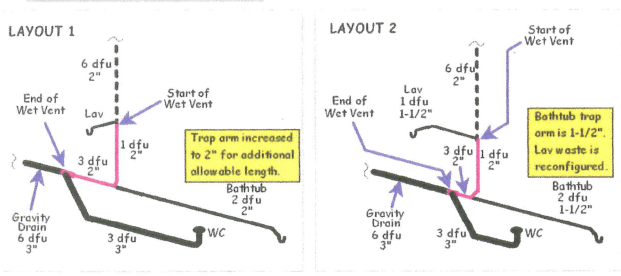 LAYOUT 1
6 dfu
2"
Start of
Wet Vent
End of
Wet Vent
Lav
3 dfu
2"
1 dfu
2"
Trap arm increased
to 2" for additional
allowable length.
Bathtub
2 dfu
2"
Gravity
Drain
6 dfu
3"
3 dfu
3"
WC
LAYOUT 2
Start of
Wet Vent
6 dfu
2"
Lav
1 dfu
1-1/2"
End of
Wet Vent
3 dfu
2"
1 dfu
2"
Bathtub trap
arm is 1-1/2".
Lav waste is
reconfigured.
Bathtub
2 dfu
1-1/2"
Gravity
Drain
6 dfu
3"
3 dfu
3"
WC